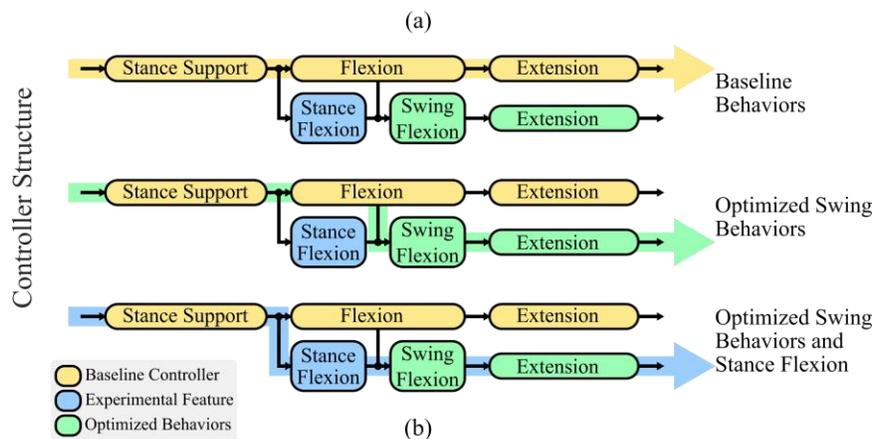 (a)
Controller Structure
Stance Support Flexion Extension
Baseline
Behaviors
Stance
Flexion
Swing
Flexion
Extension
Stance Support Flexion Extension
Optimized Swing
Behaviors
Stance
Flexion
Swing
Flexion
Extension
Stance Support Flexion Extension
Optimized Swing
Behaviors and
Stance Flexion
Stance
Flexion
Swing
Flexion
Extension
Baseline Controller
Experimental Feature
Optimized Behaviors
(b)